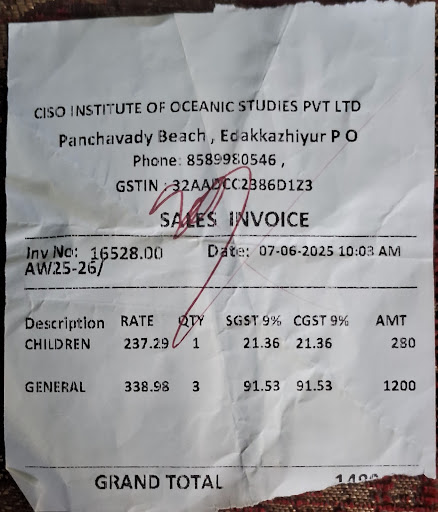 CISO INSTITUTE OF OCEANIC STUDIES PVT LTD
Panchavady Beach , Edakkazhiyur P O
Phone: 8589980546 ,
GSTIN : 32AADCC2386D1Z3
SALES INVOICE
Inv No: 16528.00 Date: 07-06-2025 10:03 AM
AW25-26/
Description RATE QTY SGST 9% CGST 9% AMT
CHILDREN 237.29 1 21.36 21.36 280
GENERAL 338.98 3 91.53 91.53 1200
GRAND TOTAL